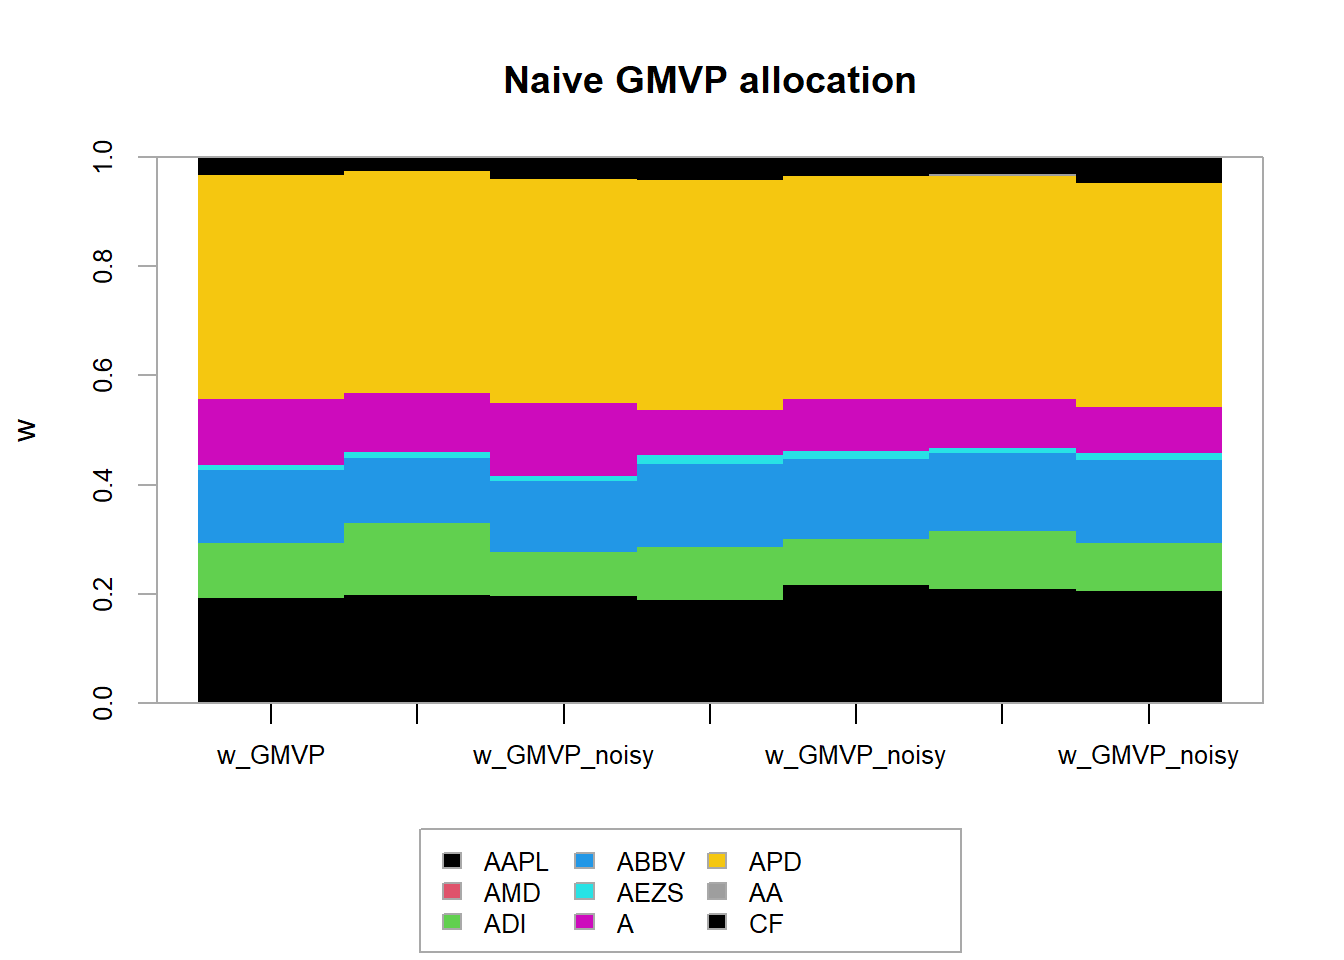 Naive GMVP allocation
w
1.0
0.8
0.6
0.4
0.2
0.0
w_GMVP w_GMVP_noisy w_GMVP_noisy w_GMVP_noisy
AAPL ABBV APD
AMD AEZS AA
ADI A CF